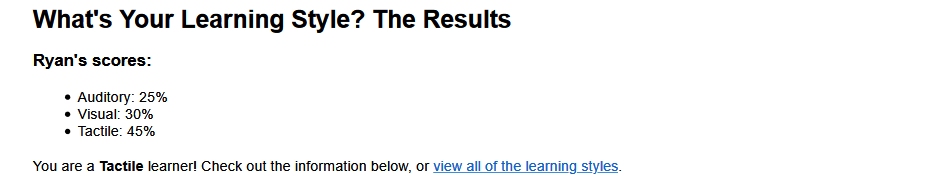 What's Your Learning Style? The Results
Ryan's scores:
• Auditory: 25%
• Visual: 30%
• Tactile: 45%
You are a Tactile learner! Check out the information below, or view all of the learning styles.